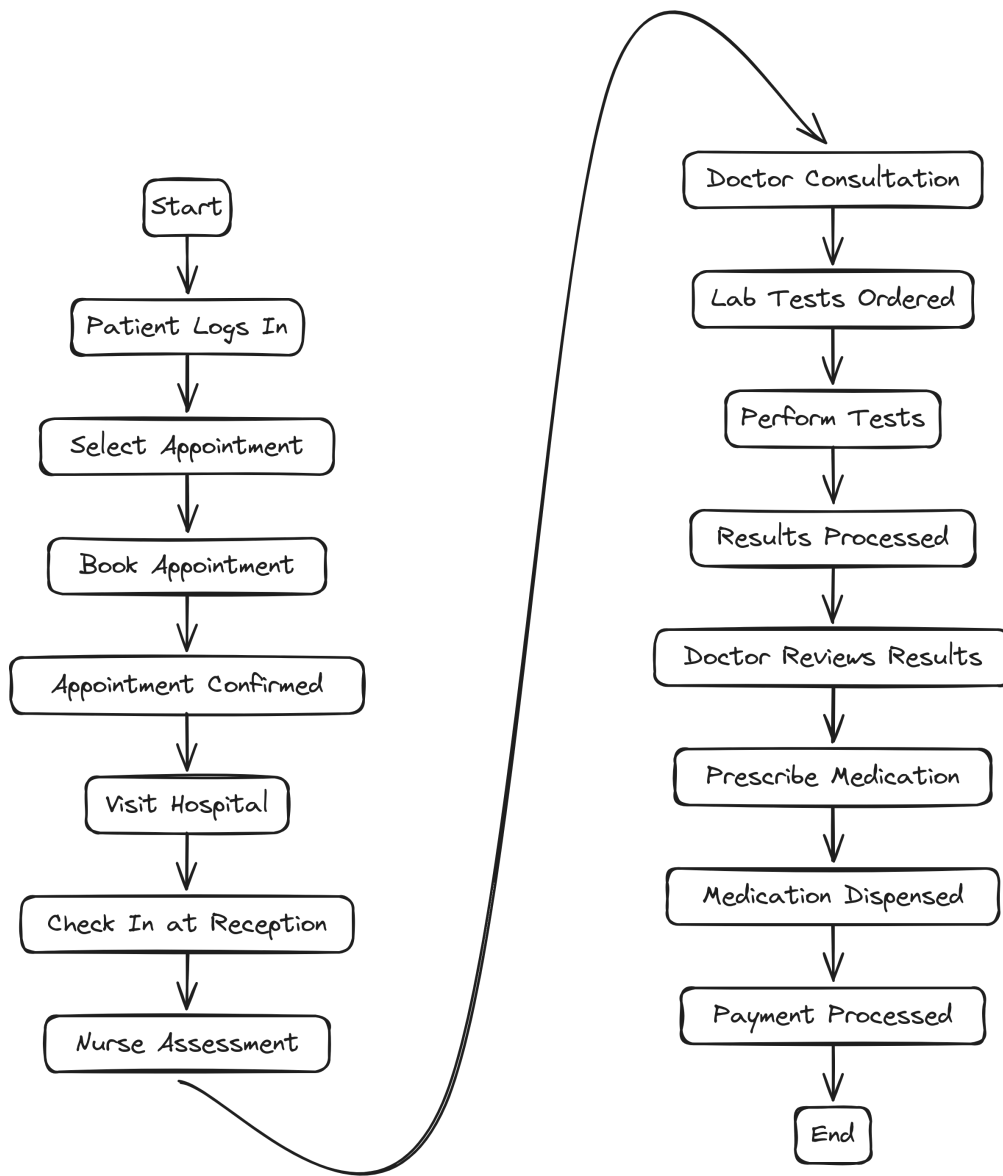 Start
Patient Logs In
Select Appointment
Book Appointment
Appointment Confirmed
Visit Hospital
Check In at Reception
Nurse Assessment
Doctor Consultation
Lab Tests Ordered
Perform Tests
Results Processed
Doctor Reviews Results
Prescribe Medication
Medication Dispensed
Payment Processed
End